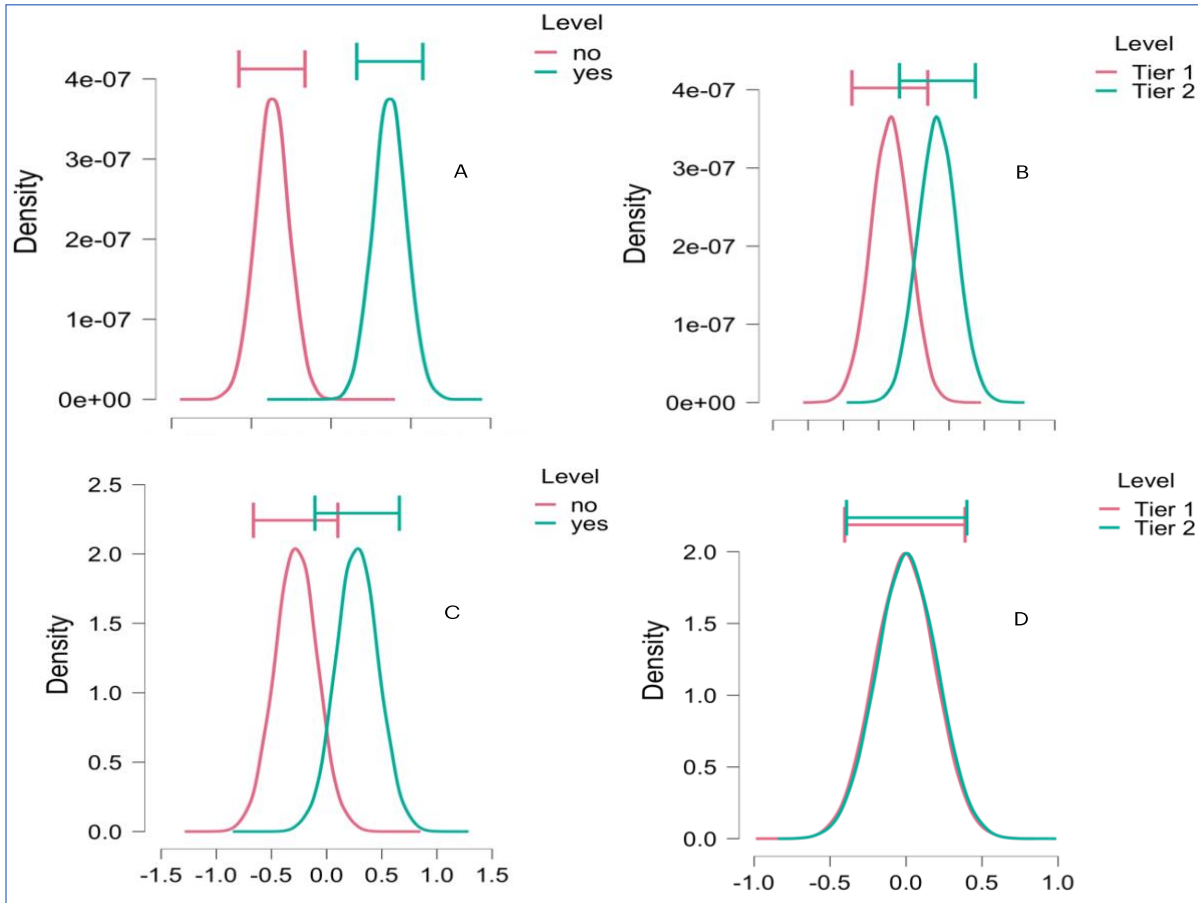 Level
no
yes
4e-07
3e-07
2e-07
1e-07
0e+00
Density
A
Level
Tier 1
Tier 2
4e-07
3e-07
2e-07
1e-07
0e+00
Density
B
Level
no
yes
2.5
2.0
1.5
1.0
0.5
0.0
Density
C
-1.5 -1.0 -0.5 0.0 0.5 1.0 1.5
Level
Tier 1
Tier 2
2.0
1.5
1.0
0.5
0.0
Density
D
-1.0 -0.5 0.0 0.5 1.0